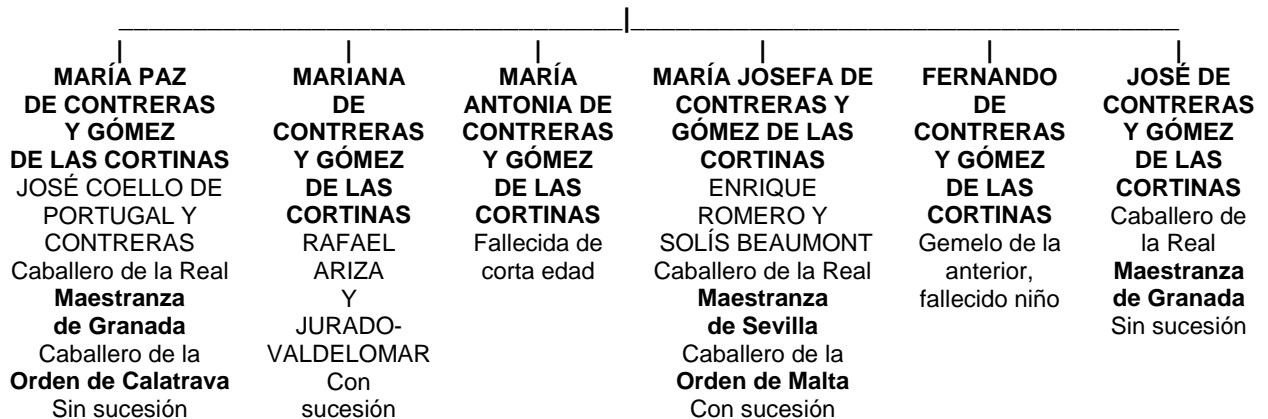 MARÍA PAZ
DE CONTRERAS
Y GÓMEZ
DE LAS CORTINAS
JOSÉ COELLO DE
PORTUGAL Y
CONTRERAS
Caballero de la Real
Maestranza
de Granada
Caballero de la
Orden de Calatrava
Sin sucesión
MARIANA
DE
CONTRERAS
Y GÓMEZ
DE LAS
CORTINAS
RAFAEL
ARIZA
Y
JURADO-
VALDELOMAR
Con
sucesión
MARÍA
ANTONIA DE
CONTRERAS
Y GÓMEZ
DE LAS
CORTINAS
Fallecida de
corta edad
MARÍA JOSEFA DE
CONTRERAS Y
GÓMEZ DE LAS
CORTINAS
ENRIQUE
ROMERO Y
SOLÍS BEAUMONT
Caballero de la Real
Maestranza
de Sevilla
Caballero de la
Orden de Malta
Con sucesión
FERNANDO
DE
CONTRERAS
Y GÓMEZ
DE LAS
CORTINAS
Gemelo de la
anterior,
fallecido niño
JOSÉ DE
CONTRERAS
Y GÓMEZ
DE LAS
CORTINAS
Caballero de
la Real
Maestranza
de Granada
Sin sucesión